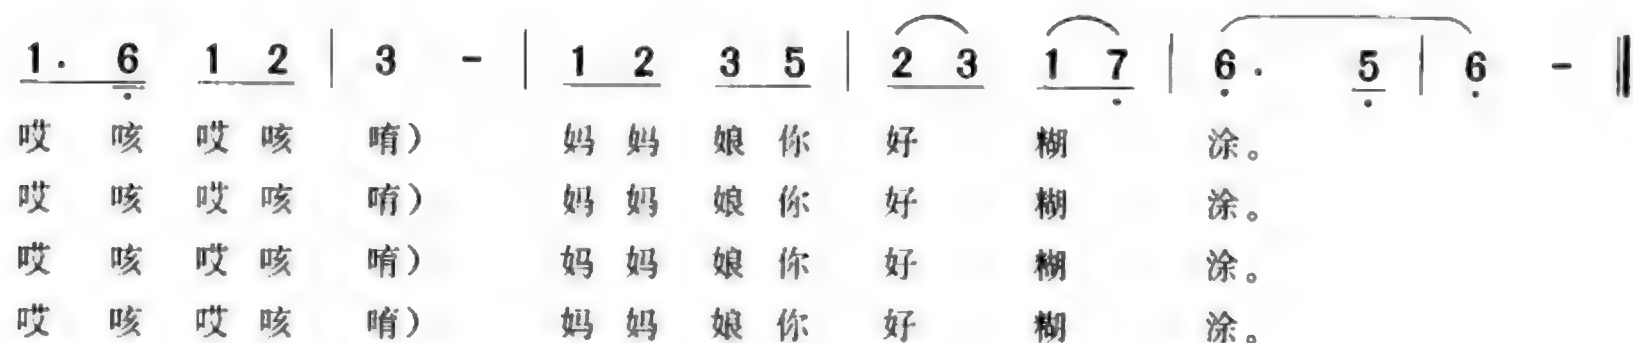 1. 6 1 2 | 3 - | 1 2 3 5 | 2 3 1 7 | 6. 5 | 6 - ‖
哎 咳 哎 咳 唷） 妈 妈 娘 你 好 糊 涂。
哎 咳 哎 咳 唷） 妈 妈 娘 你 好 糊 涂。
哎 咳 哎 咳 唷） 妈 妈 娘 你 好 糊 涂。
哎 咳 哎 咳 唷） 妈 妈 娘 你 好 糊 涂。